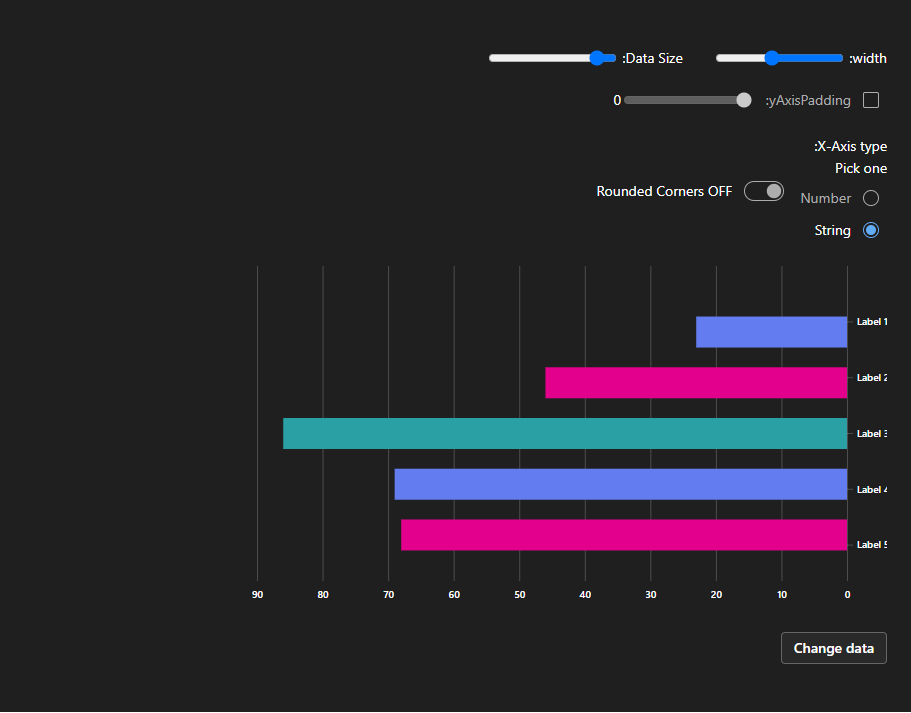 :width
:Data Size
:yAxisPadding
0
:X-Axis type
Pick one
Number
Rounded Corners OFF
String
Label 1
Label 2
Label 3
Label 4
Label 5
90 80 70 60 50 40 30 20 10 0
Change data